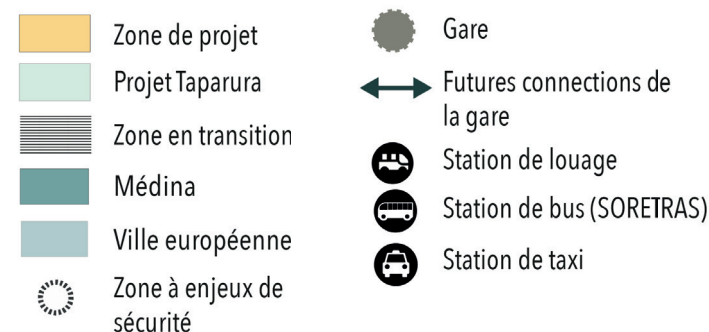 Zone de projet
Projet Taparura
Zone en transition
Médina
Ville européenne
Zone à enjeux de
sécurité
Gare
Futures connections de
la gare
Station de louage
Station de bus (SORETRAS)
Station de taxi